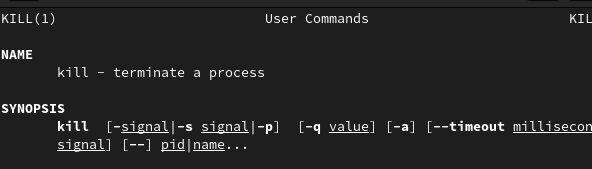 KILL(1) User Commands KIL
NAME
kill - terminate a process
SYNOPSIS
kill [-signal|-s signal|-p] [-q value] [-a] [--timeout millisecon
signal] [--] pid|name...